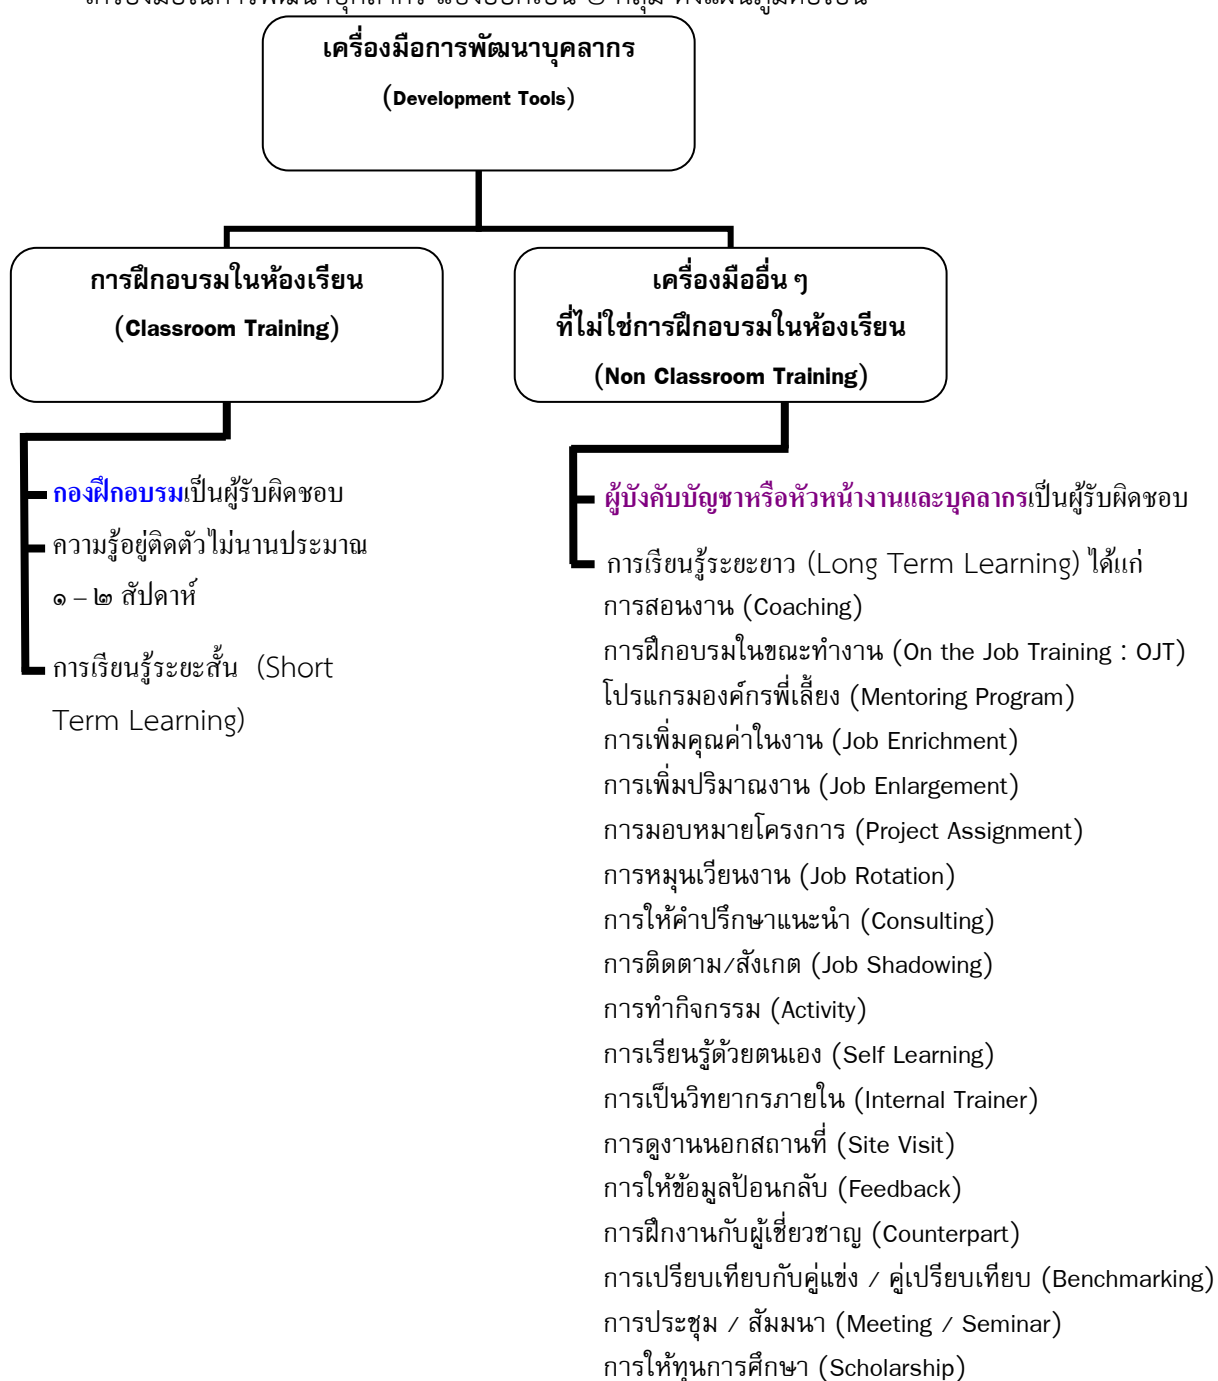 เครื่องมือการพัฒนาบุคลากร
(Development Tools)
การฝึกอบรมในห้องเรียน
(Classroom Training)
เครื่องมืออื่น ๆ
ที่ไม่ใช่การฝึกอบรมในห้องเรียน
(Non Classroom Training)
กองฝึกอบรมเป็นผู้รับผิดชอบ
ความรู้อยู่ติดตัวไม่นานประมาณ
๑ – ๒ สัปดาห์
การเรียนรู้ระยะสั้น (Short
Term Learning)
ผู้บังคับบัญชาหรือหัวหน้างานและบุคลากรเป็นผู้รับผิดชอบ
การเรียนรู้ระยะยาว (Long Term Learning) ได้แก่
การสอนงาน (Coaching)
การฝึกอบรมในขณะทำงาน (On the Job Training : OJT)
โปรแกรมองค์กรพี่เลี้ยง (Mentoring Program)
การเพิ่มคุณค่าในงาน (Job Enrichment)
การเพิ่มปริมาณงาน (Job Enlargement)
การมอบหมายโครงการ (Project Assignment)
การหมุนเวียนงาน (Job Rotation)
การให้คำปรึกษาแนะนำ (Consulting)
การติดตาม/สังเกต (Job Shadowing)
การทำกิจกรรม (Activity)
การเรียนรู้ด้วยตนเอง (Self Learning)
การเป็นวิทยากรภายใน (Internal Trainer)
การดูงานนอกสถานที่ (Site Visit)
การให้ข้อมูลป้อนกลับ (Feedback)
การฝึกงานกับผู้เชี่ยวชาญ (Counterpart)
การเปรียบเทียบกับคู่แข่ง / คู่เปรียบเทียบ (Benchmarking)
การประชุม / สัมมนา (Meeting / Seminar)
การให้ทุนการศึกษา (Scholarship)